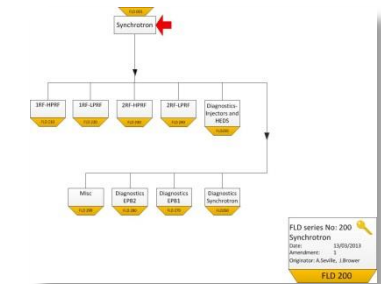 Synchrotron
1RF-HPRF
1RF-LPRF
2RF-HPRF
2RF-LPRF
Diagnostics-
Injectors and
HEDS
Misc
Diagnostics
EPB2
Diagnostics
EPB1
Diagnostics
Synchrotron
FLD series No: 200
Synchrotron
Date: 13/03/2013
Amendment: 1
Originator: A.Seville, J.Brower
FLD 200